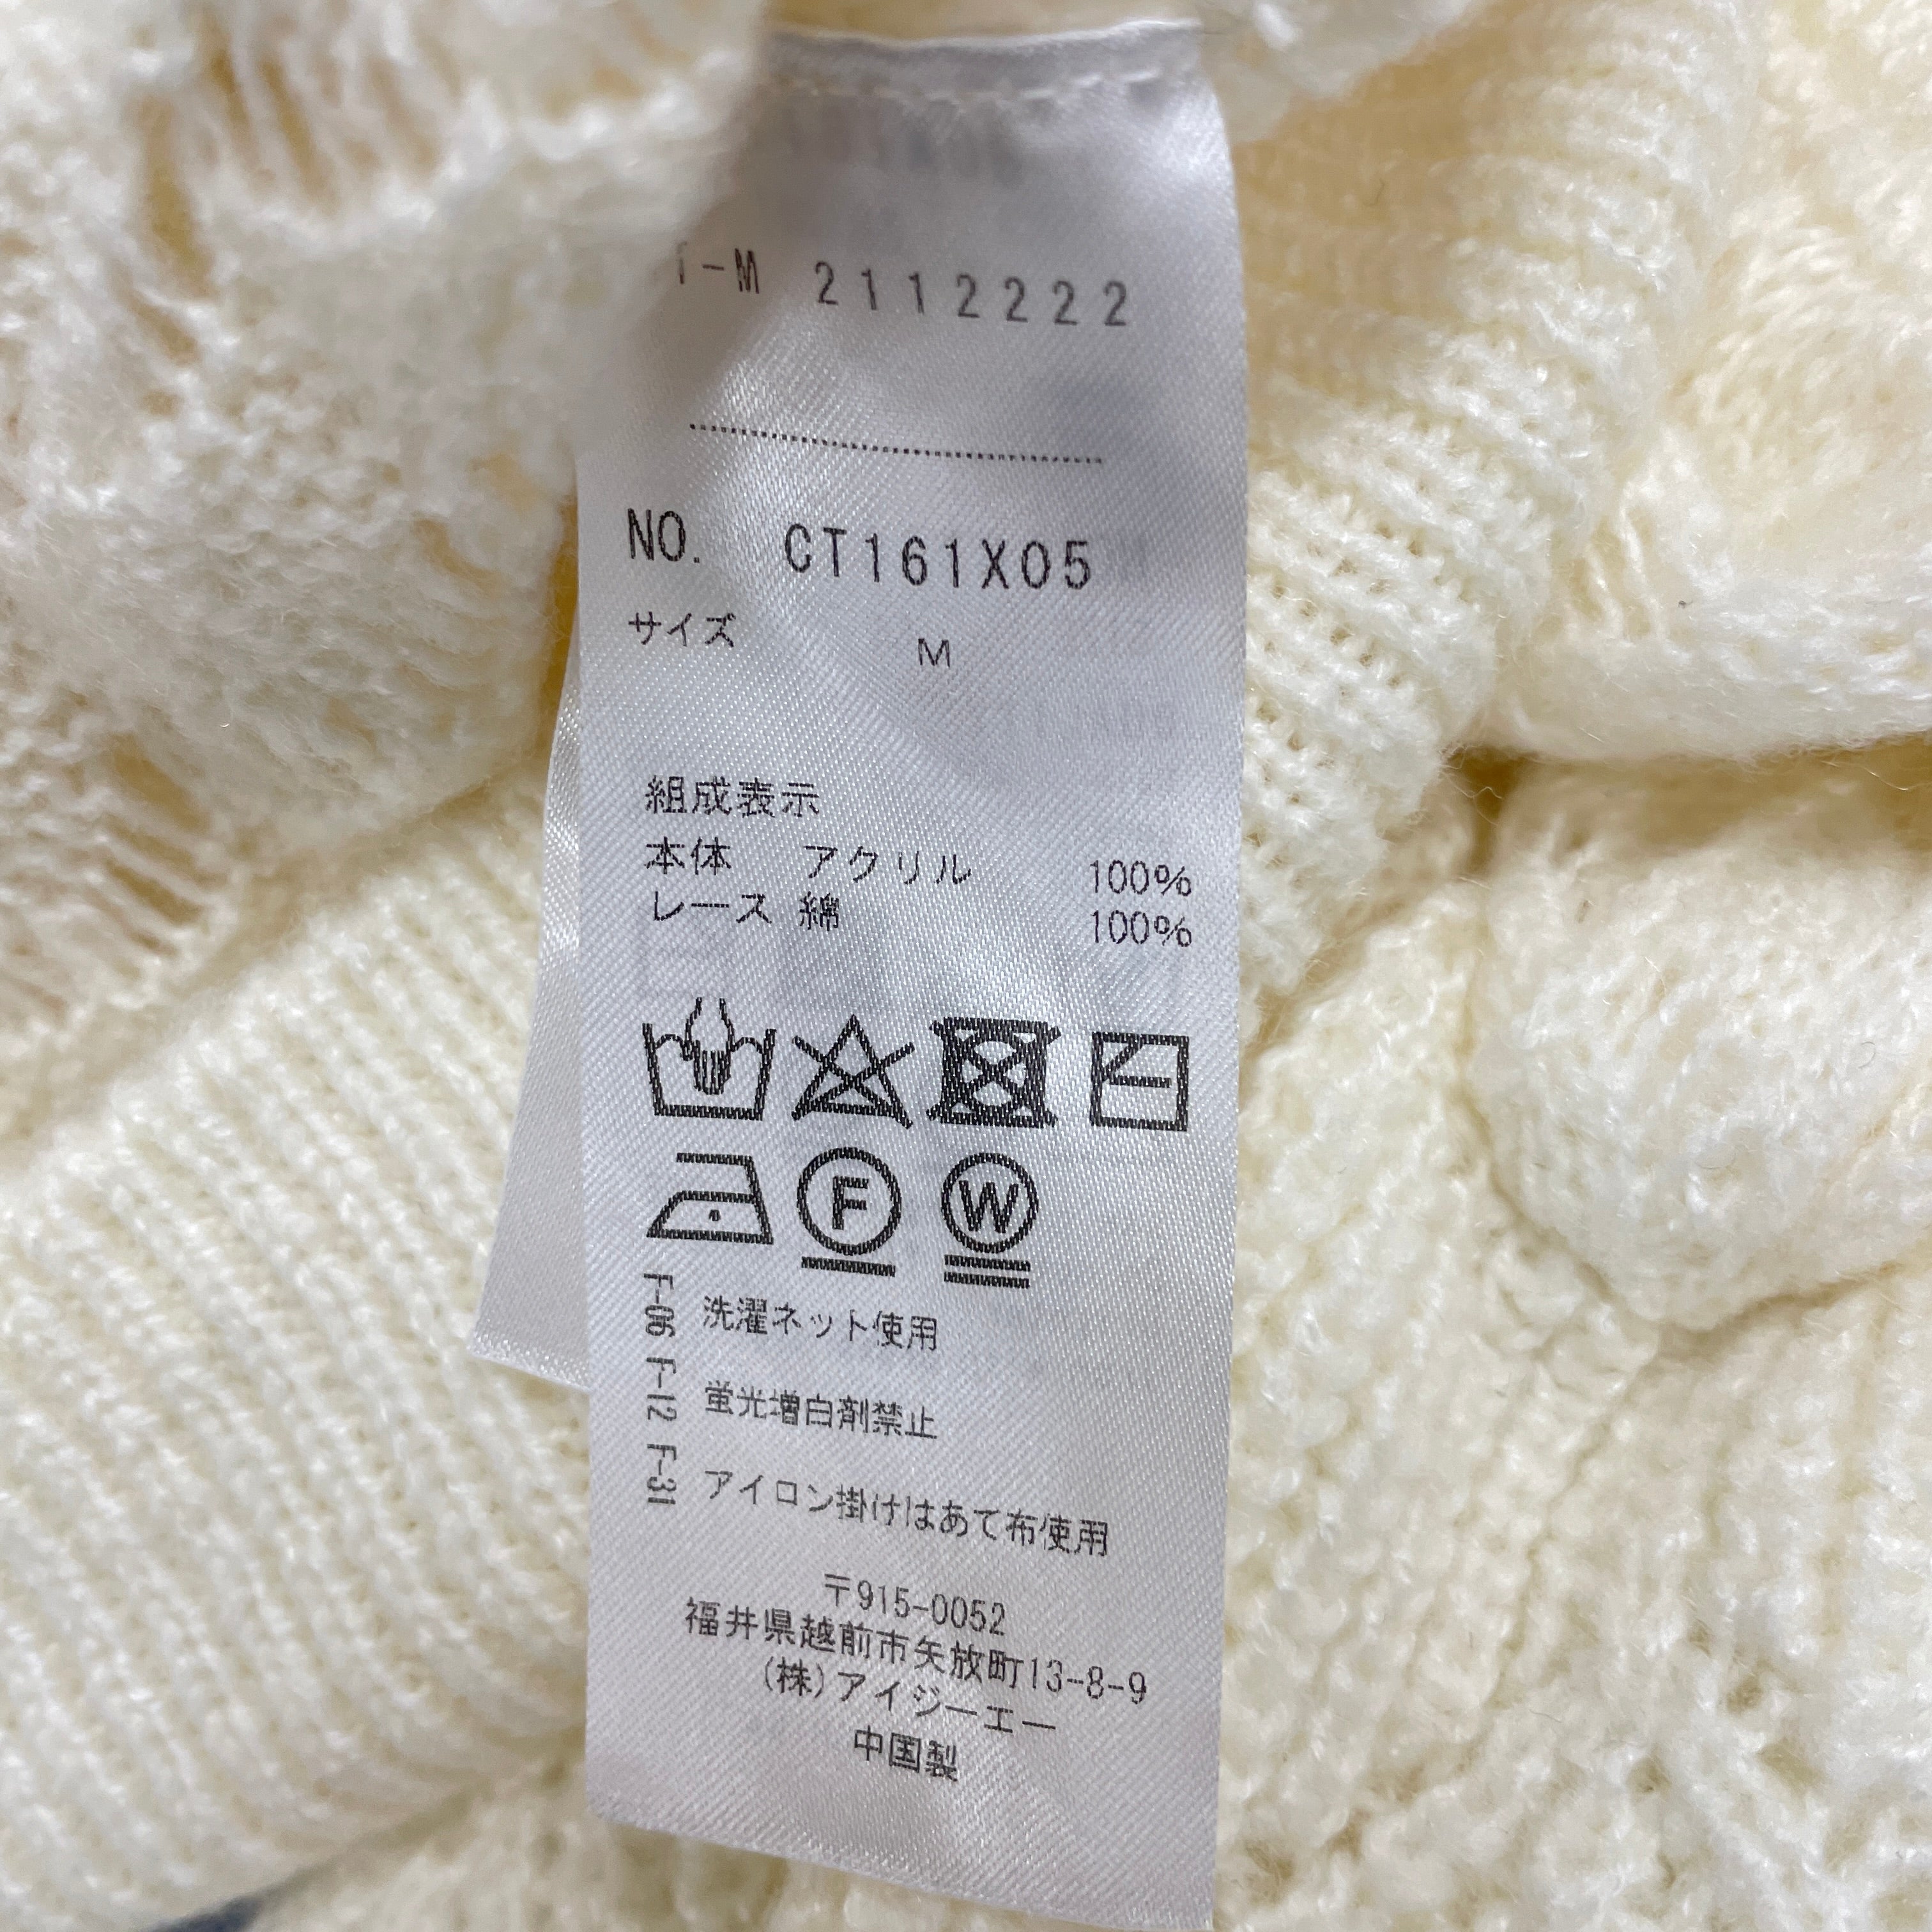 T-M 2112222
NO. CT161X05
サイズ M
組成表示
本体 アクリル 100%
レース 綿 100%
F W
F-06 洗濯ネット使用
F-12 蛍光増白剤禁止
F-31 アイロン掛けはあて布使用
〒915-0052
福井県越前市矢放町13-8-9
(株)アイジーエー
中国製